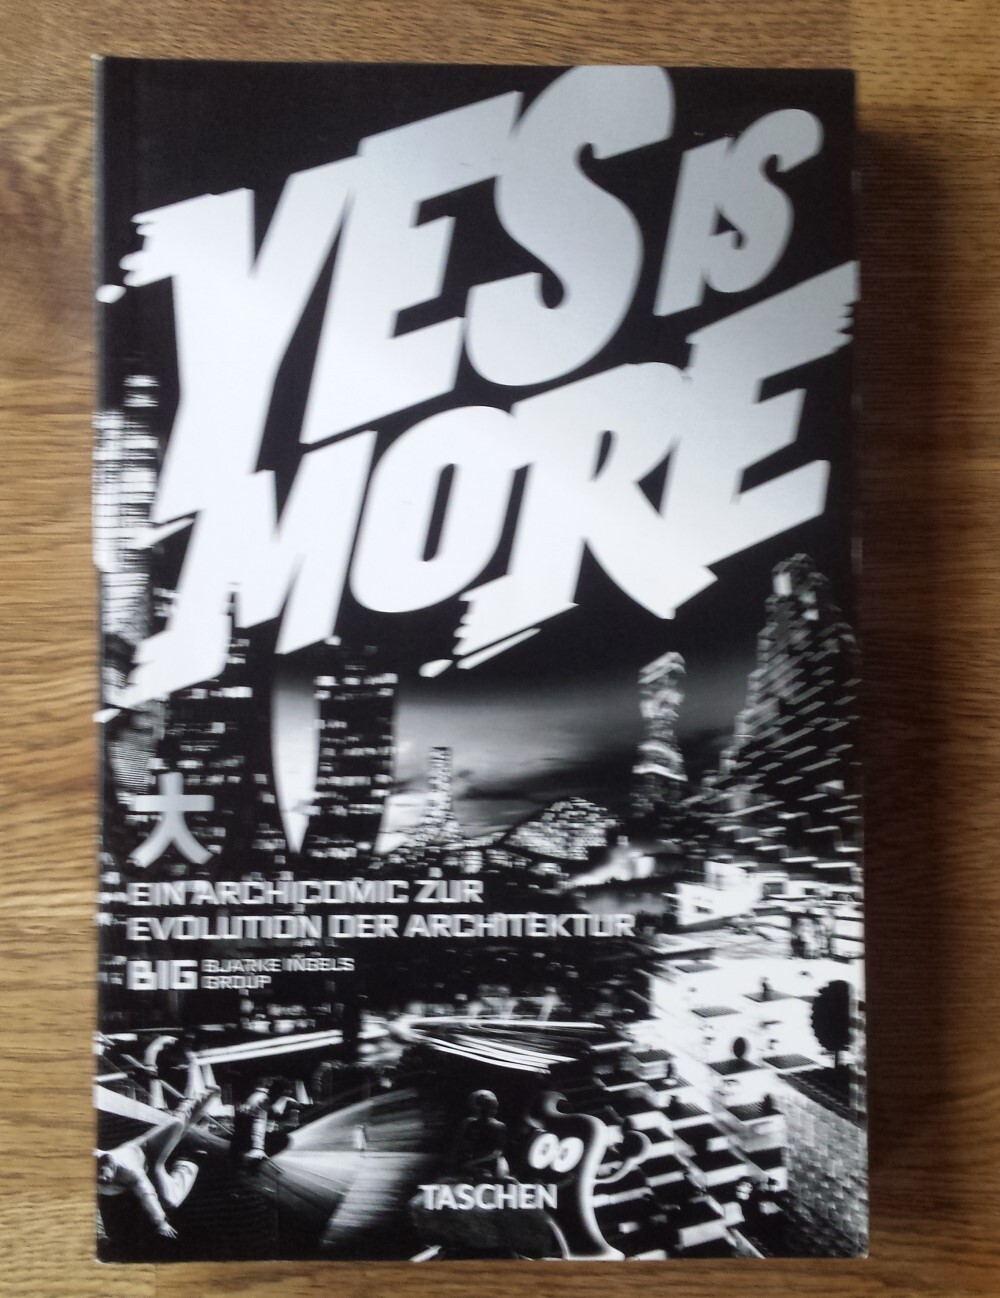 YES IS
MORE
大
EIN ARCHICOMIC ZUR
EVOLUTION DER ARCHITEKTUR
BIG BJARKE INGELS
GROUP
TASCHEN